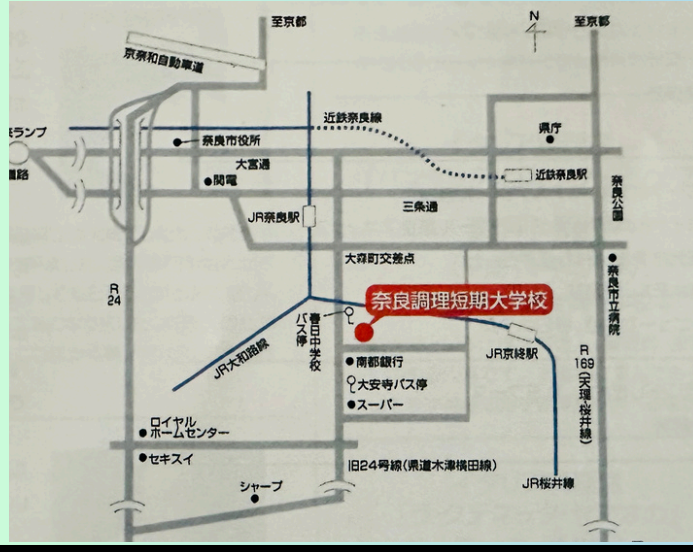 至京都
N
至京都
京奈和自動車道
近鉄奈良線
ランプ
道路
奈良市役所
県庁
大宮通
関電
近鉄奈良駅
三条通
奈良公園
JR奈良駅
大森町交差点
奈良市立病院
R
24
奈良調理短期大学校
春日中学校
バス停
JR京終駅
JR大和路線
南都銀行
大安寺バス停
スーパー
R
169
(天理~桜井線)
ロイヤル
ホームセンター
セキスイ
旧24号線(県道木津横田線)
シャープ
JR桜井線